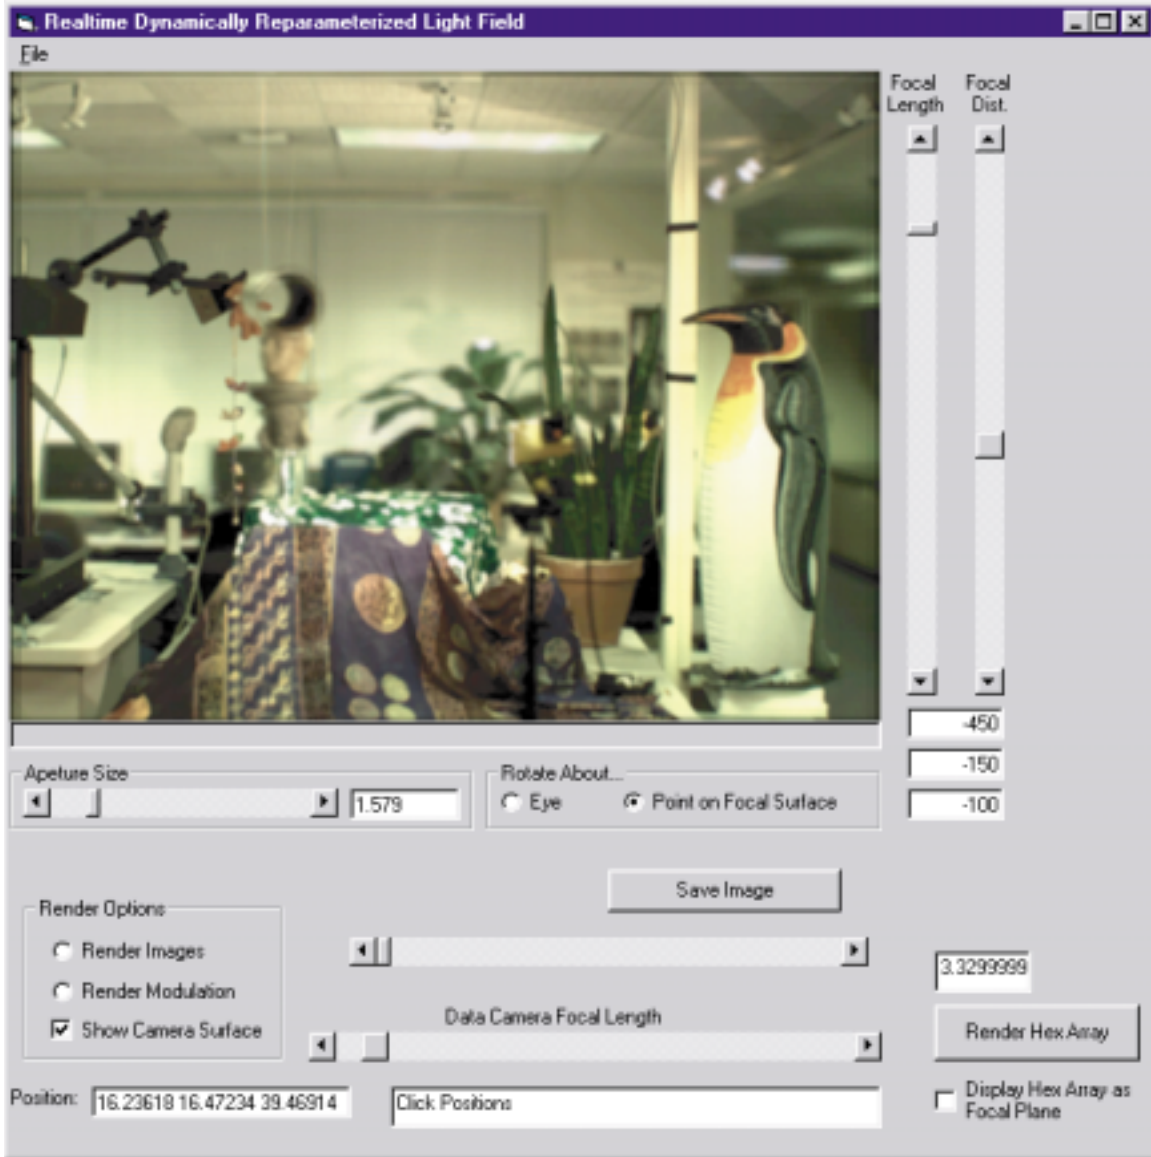 Realtime Dynamically Reparameterized Light Field
File
Focal Length
Focal Dist.
-450
-150
-100
Apeture Size
1.579
Rotate About...
Eye
Point on Focal Surface
Save Image
Render Options
Render Images
Render Modulation
Show Camera Surface
3.3299999
Data Camera Focal Length
Render Hex Array
Position:
16.23618 16.47234 39.46914
Click Positions
Display Hex Array as
Focal Plane